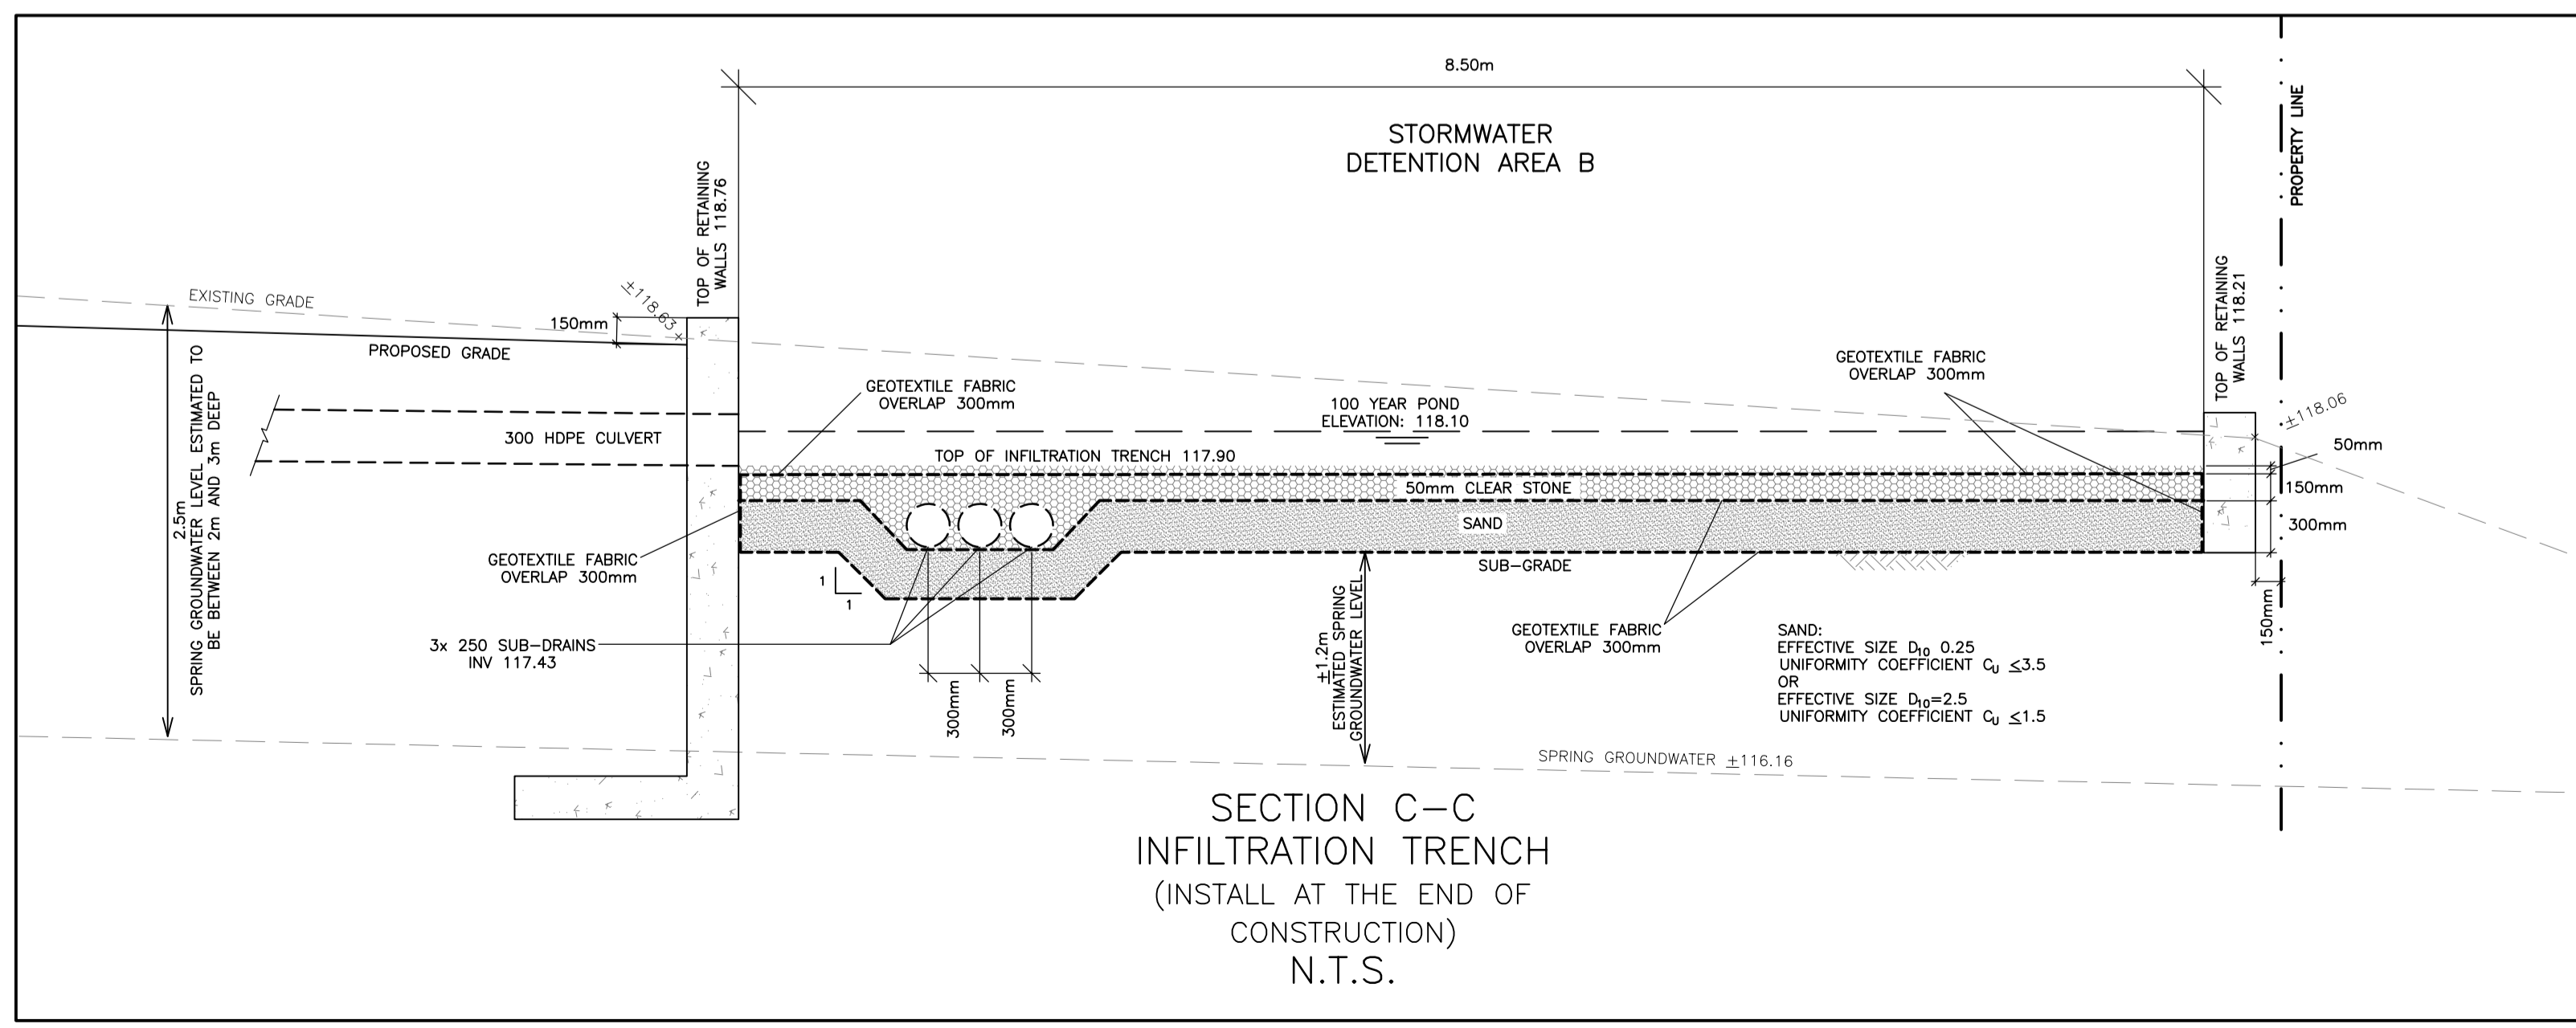 8.50m
STORMWATER
DETENTION AREA B
PROPERTY LINE
TOP OF RETAINING
WALLS 118.76
TOP OF RETAINING
WALLS 118.21
EXISTING GRADE
±118.63
150mm
PROPOSED GRADE
2.5m
SPRING GROUNDWATER LEVEL ESTIMATED TO
BE BETWEEN 2m AND 3m DEEP
GEOTEXTILE FABRIC
OVERLAP 300mm
GEOTEXTILE FABRIC
OVERLAP 300mm
100 YEAR POND
ELEVATION: 118.10
±118.06
50mm
300 HDPE CULVERT
TOP OF INFILTRATION TRENCH 117.90
50mm CLEAR STONE
150mm
SAND
300mm
GEOTEXTILE FABRIC
OVERLAP 300mm
SUB-GRADE
1
1
150mm
3x 250 SUB-DRAINS
INV 117.43
300mm
300mm
±1.2m
ESTIMATED SPRING
GROUNDWATER LEVEL
GEOTEXTILE FABRIC
OVERLAP 300mm
SAND:
EFFECTIVE SIZE D10 0.25
UNIFORMITY COEFFICIENT CU ≤3.5
OR
EFFECTIVE SIZE D10=2.5
UNIFORMITY COEFFICIENT CU ≤1.5
SPRING GROUNDWATER ±116.16
SECTION C-C
INFILTRATION TRENCH
(INSTALL AT THE END OF
CONSTRUCTION)
N.T.S.